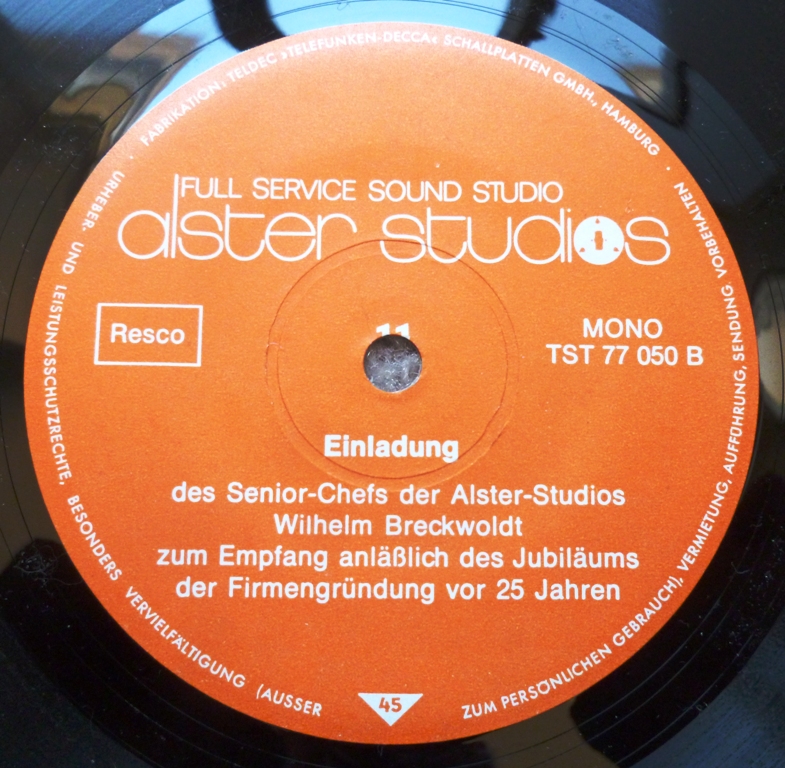 FABRIKATION: TELDEC »TELEFUNKEN-DECCA« SCHALLPLATTEN GMBH., HAMBURG ·
URHEBER- UND LEISTUNGSSCHUTZRECHTE, BESONDERS VERVIELFÄLTIGUNG (AUSSER
ZUM PERSÖNLICHEN GEBRAUCH), VERMIETUNG, AUFFÜHRUNG, SENDUNG VORBEHALTEN
FULL SERVICE SOUND STUDIO
alster studios
Resco
MONO
TST 77 050 B
Einladung
des Senior-Chefs der Alster-Studios
Wilhelm Breckwoldt
zum Empfang anläßlich des Jubiläums
der Firmengründung vor 25 Jahren
45